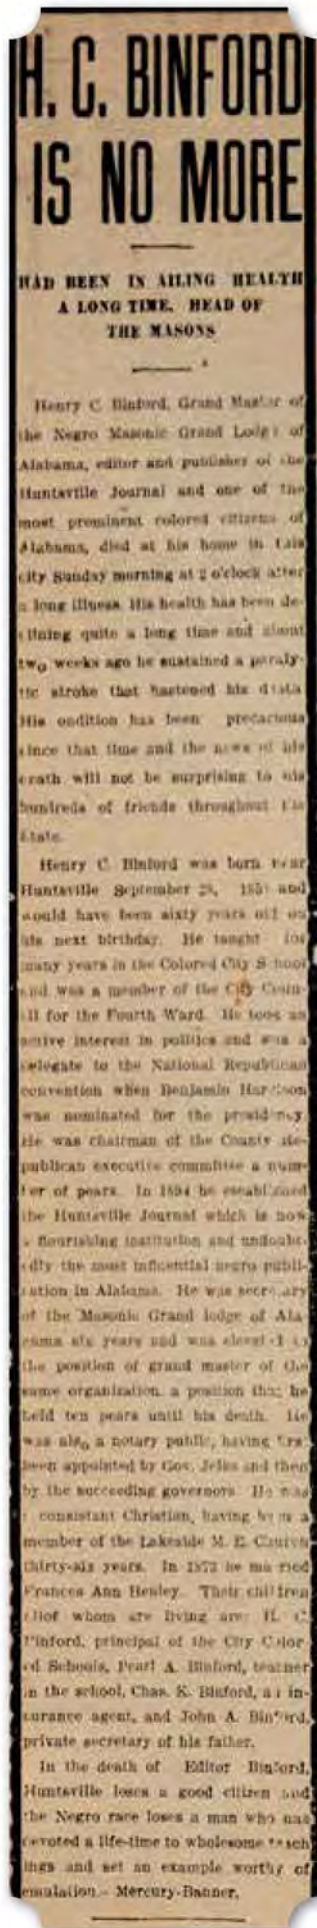 H. C. BINFORD
IS NO MORE
HAD BEEN IN AILING HEALTH
A LONG TIME. HEAD OF
THE MASONS
Henry C. Binford, Grand Master of
the Negro Masonic Grand Lodge of
Alabama, editor and publisher of the
Huntsville Journal and one of the
most prominent colored citizens of
Alabama, died at his home in this
city Sunday morning at 2 o'clock after
a long illness. His health has been de-
clining quite a long time and about
two weeks ago he sustained a paraly-
tic stroke that hastened his
His ondition has been precarious
since that time and the news of his
erath will not be surprising to his
hundreds of friends throughout the
State.
Henry C. Binford was born near
Huntsville September 28, and
would have been sixty years old on
his next birthday. He taught for
many years in the Colored City School
and was a member of the City Coun-
cil for the Fourth Ward. He took an
active interest in politics and was a
delegate to the National Republican
convention when Benjamin Harrison
was nominated for the presidency.
He was chairman of the County Re-
publican executive committee a num-
ber of pears. In 1894 he established
the Huntsville Journal which is now
a flourishing institution and undoubt-
edly the most influential negro publi-
cation in Alabama. He was secretary
of the Masonic Grand lodge of Ala-
bama six years and was elected to
the position of grand master of the
same organization, a position that he
held ten pears until his death. He
was also a notary public, having
been appointed by Gov. Jelks and then
by the succeeding governors. He was
a consistant Christian, having been a
member of the Lakeside M. E. Church
thirty-six years. In 1872 he married
Frances Ann Henley. Their children
allof whom are living are: H. C.
Binford, principal of the City Color
ed Schools, Pearl A. Binford, teacher
in the school, Chas. K. Binford, an in-
surance agent, and John A. Binford,
private secretary of his father.
In the death of Editor Binford,
Huntsville loses a good citizen and
the Negro race loses a man who has
devoted a life-time to wholesome teach
ings and set an example worthy of
emulation.- Mercury-Banner.